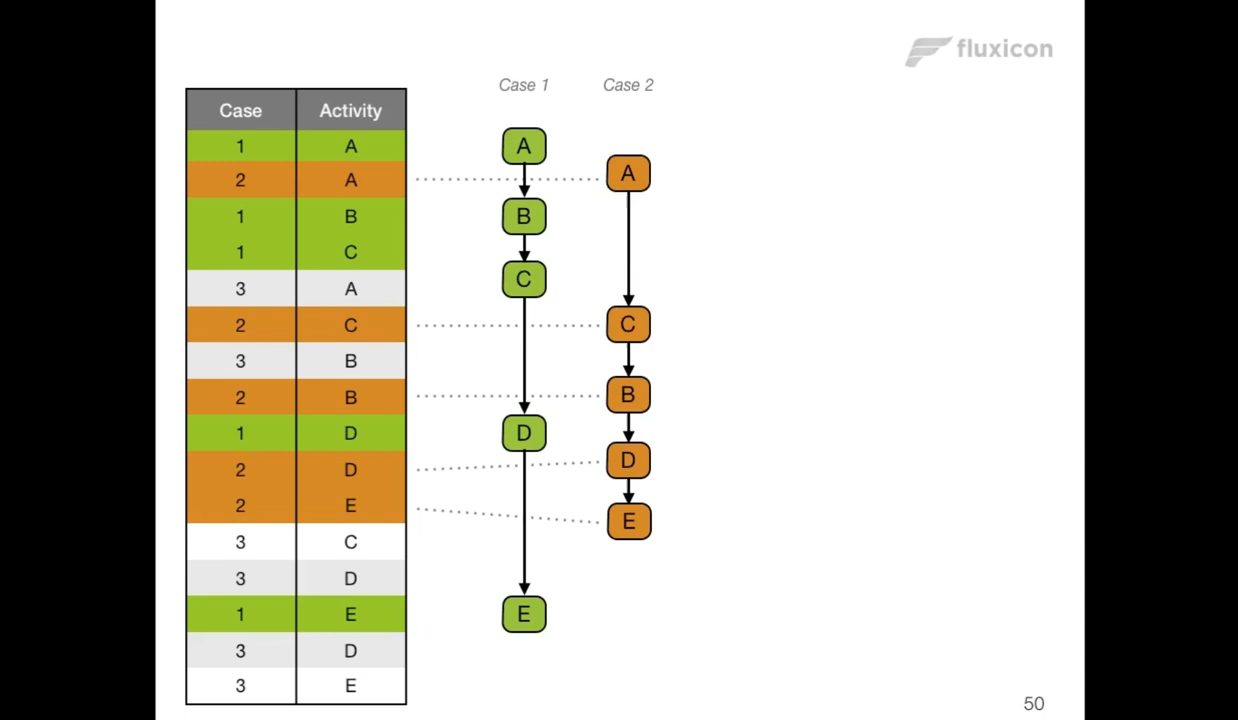 fluxicon
Case 1 Case 2
Case Activity
1 A
2 A
1 B
1 C
3 A
2 C
3 B
2 B
1 D
2 D
2 E
3 C
3 D
1 E
3 D
3 E
A
B
C
D
E
A
C
B
D
E
50